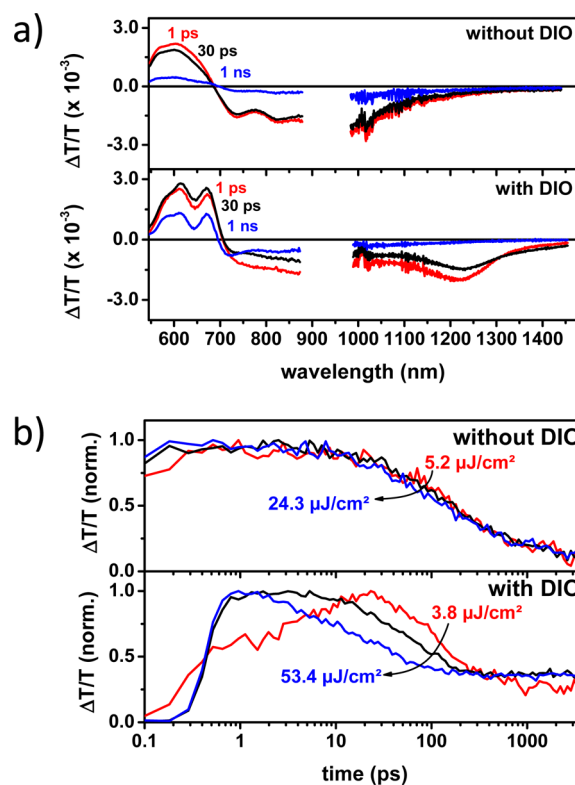 a)
ΔT/T (x 10⁻³)
3.0
0.0
-3.0
1 ps
30 ps
1 ns
without DIO
ΔT/T (x 10⁻³)
3.0
0.0
-3.0
1 ps
30 ps
1 ns
with DIO
600 700 800 900 1000 1100 1200 1300 1400
wavelength (nm)
b)
ΔT/T (norm.)
1.0
0.5
0.0
without DIO
5.2 µJ/cm²
24.3 µJ/cm²
ΔT/T (norm.)
1.0
0.5
0.0
with DIO
3.8 µJ/cm²
53.4 µJ/cm²
0.1 1 10 100 1000
time (ps)